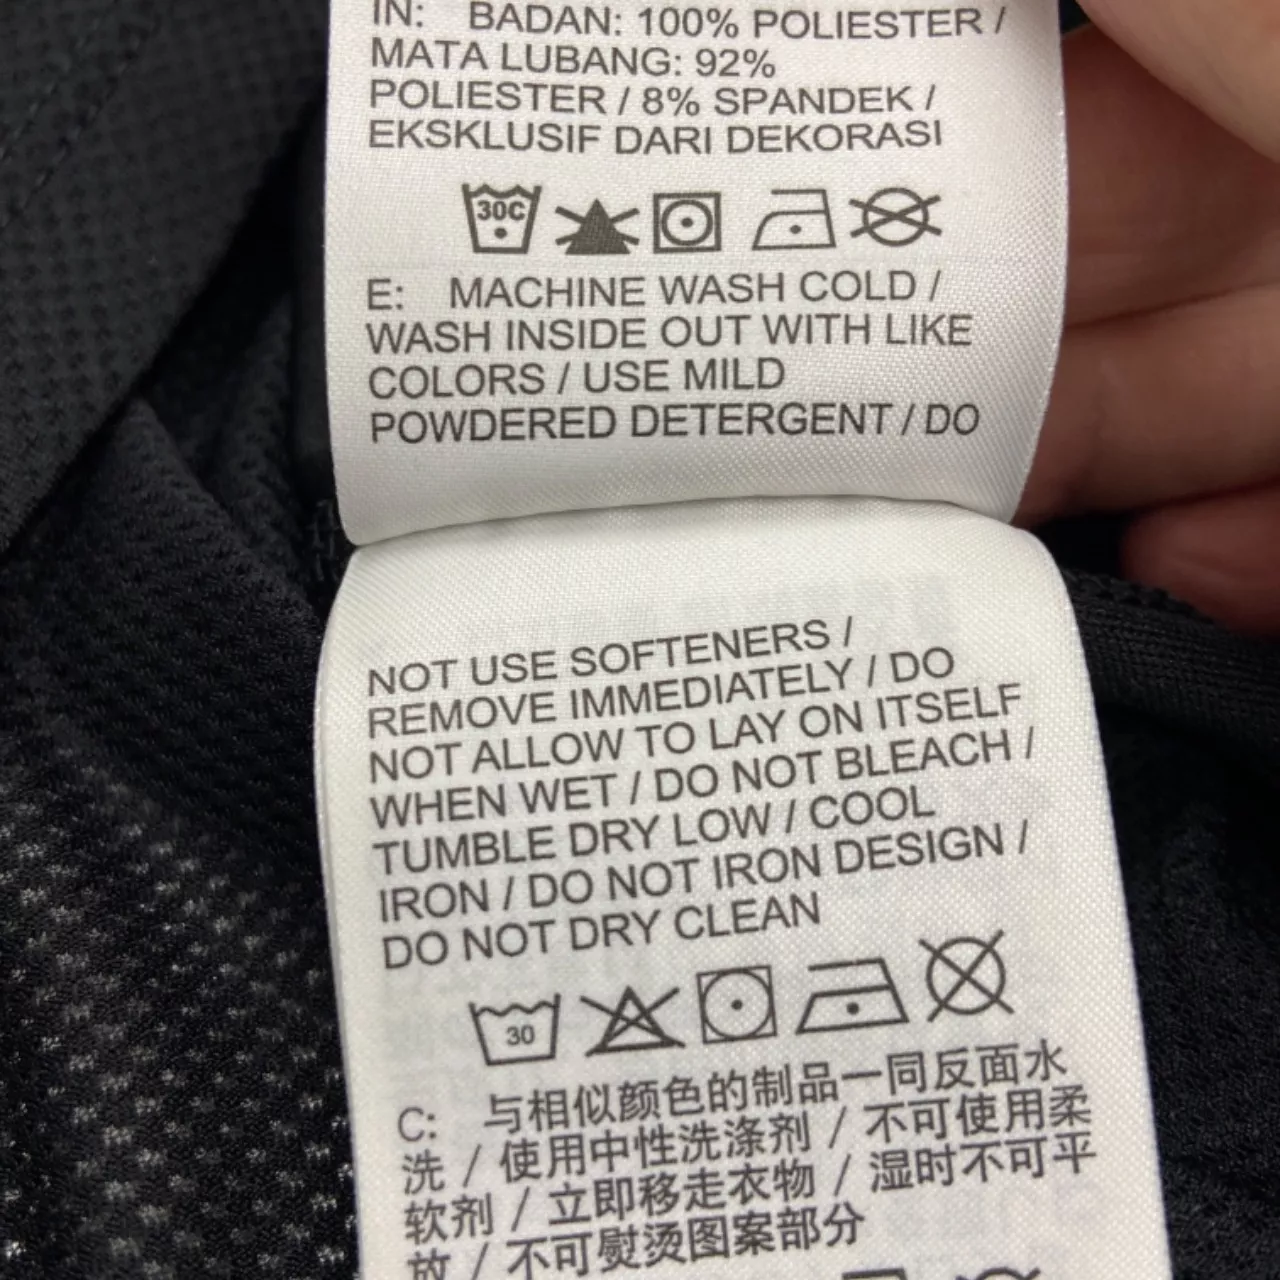 IN: BADAN: 100% POLIESTER /
MATA LUBANG: 92%
POLIESTER / 8% SPANDEK /
EKSKLUSIF DARI DEKORASI
30C
E: MACHINE WASH COLD /
WASH INSIDE OUT WITH LIKE
COLORS / USE MILD
POWDERED DETERGENT / DO
NOT USE SOFTENERS /
REMOVE IMMEDIATELY / DO
NOT ALLOW TO LAY ON ITSELF
WHEN WET / DO NOT BLEACH /
TUMBLE DRY LOW / COOL
IRON / DO NOT IRON DESIGN /
DO NOT DRY CLEAN
30
C: 与相似颜色的制品一同反面水
洗 / 使用中性洗涤剂 / 不可使用柔
软剂 / 立即移走衣物 / 湿时不可平
放 / 不可熨烫图案部分